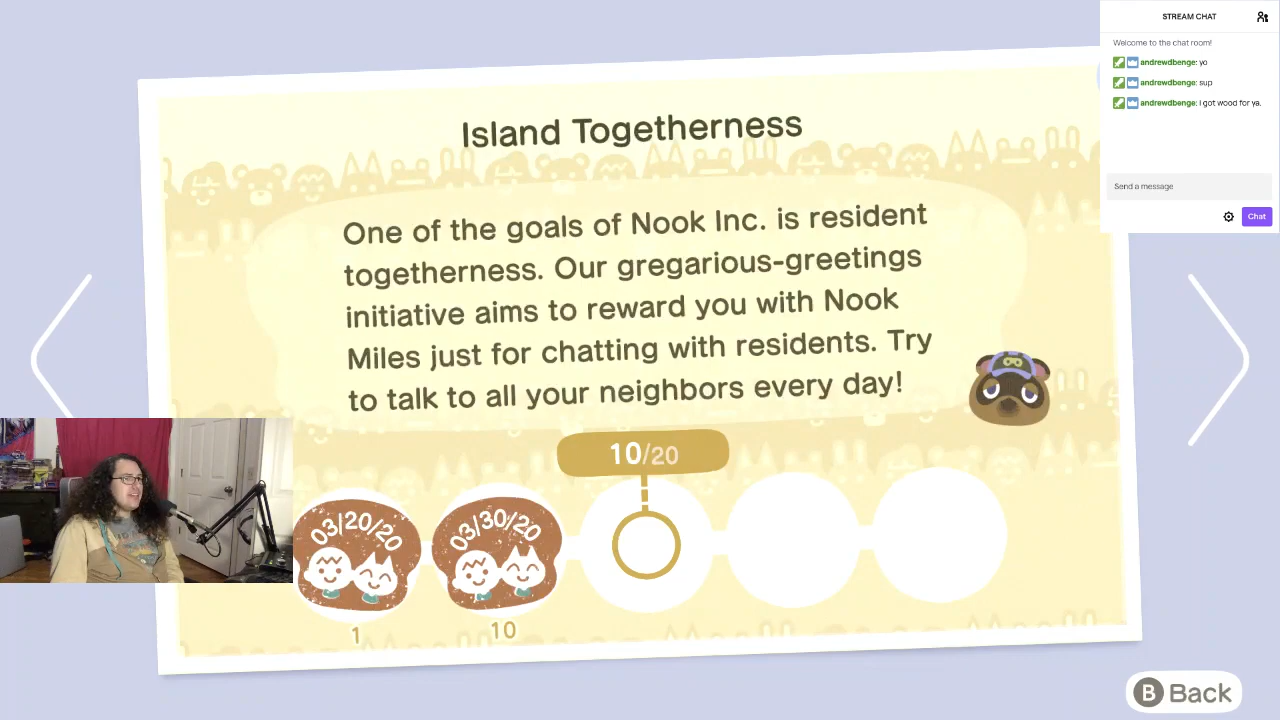 STREAM CHAT
Welcome to the chat room!
andrewdbenge: yo
andrewdbenge: sup
andrewdbenge: i got wood for ya.
Send a message
Chat
Island Togetherness
One of the goals of Nook Inc. is resident
togetherness. Our gregarious-greetings
initiative aims to reward you with Nook
Miles just for chatting with residents. Try
to talk to all your neighbors every day!
10/20
03/20/20
03/30/20
1
10
B Back